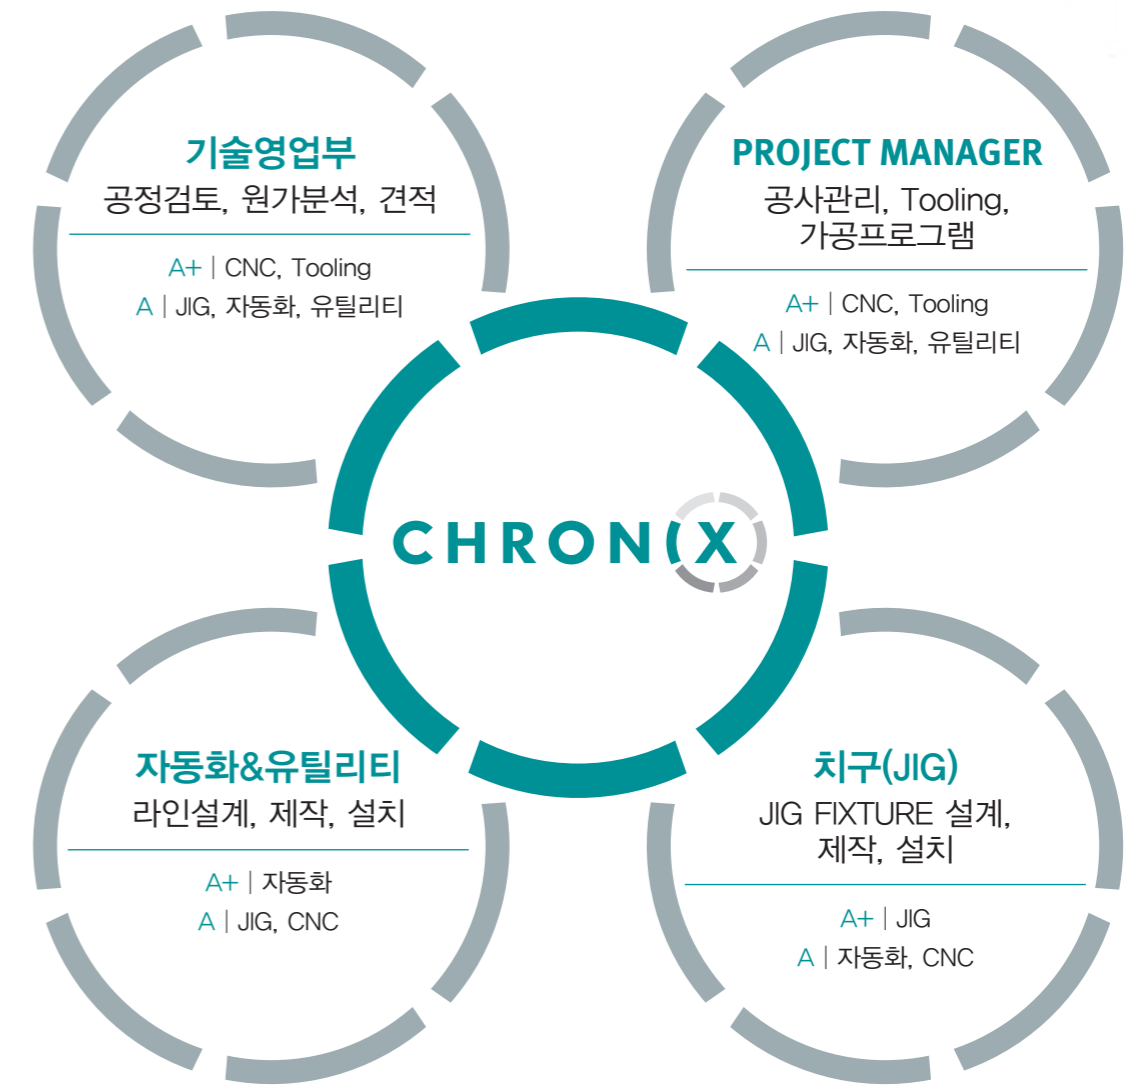 기술영업부
공정검토, 원가분석, 견적
A+ | CNC, Tooling
A | JIG, 자동화, 유틸리티
PROJECT MANAGER
공사관리, Tooling,
가공프로그램
A+ | CNC, Tooling
A | JIG, 자동화, 유틸리티
CHRONIX
자동화&유틸리티
라인설계, 제작, 설치
A+ | 자동화
A | JIG, CNC
치구(JIG)
JIG FIXTURE 설계,
제작, 설치
A+ | JIG
A | 자동화, CNC